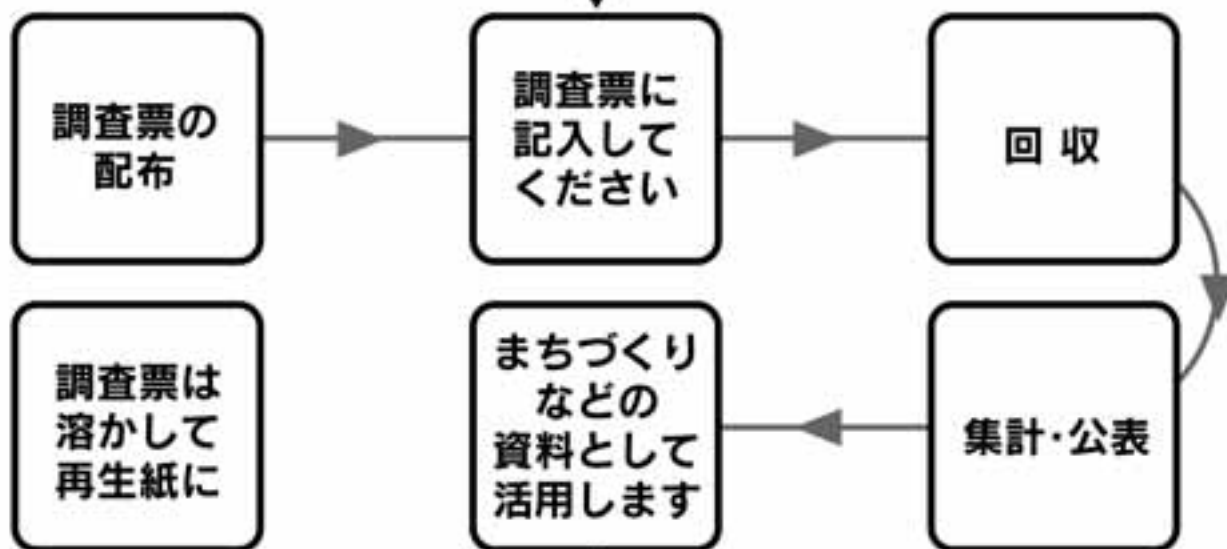 調査票の
配布
調査票に
記入して
ください
回 収
調査票は
溶かして
再生紙に
まちづくり
などの
資料として
活用します
集計・公表